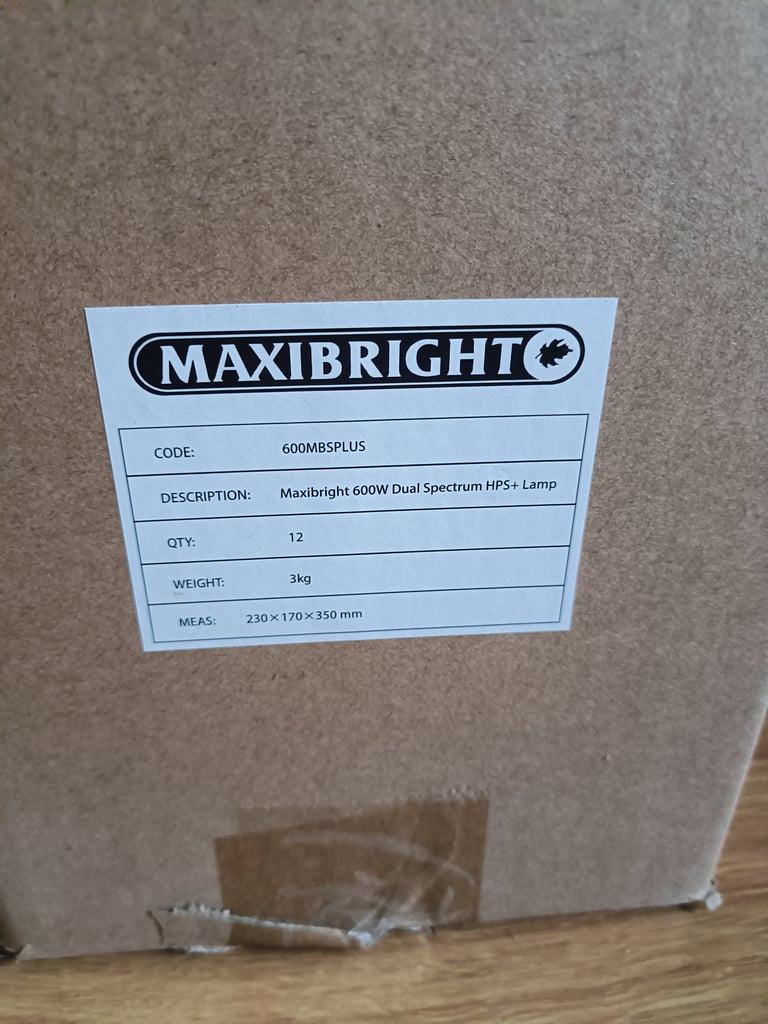 MAXIBRIGHT
CODE: 600MBSPLUS
DESCRIPTION: Maxibright 600W Dual Spectrum HPS+ Lamp
QTY: 12
WEIGHT: 3kg
MEAS: 230×170×350 mm